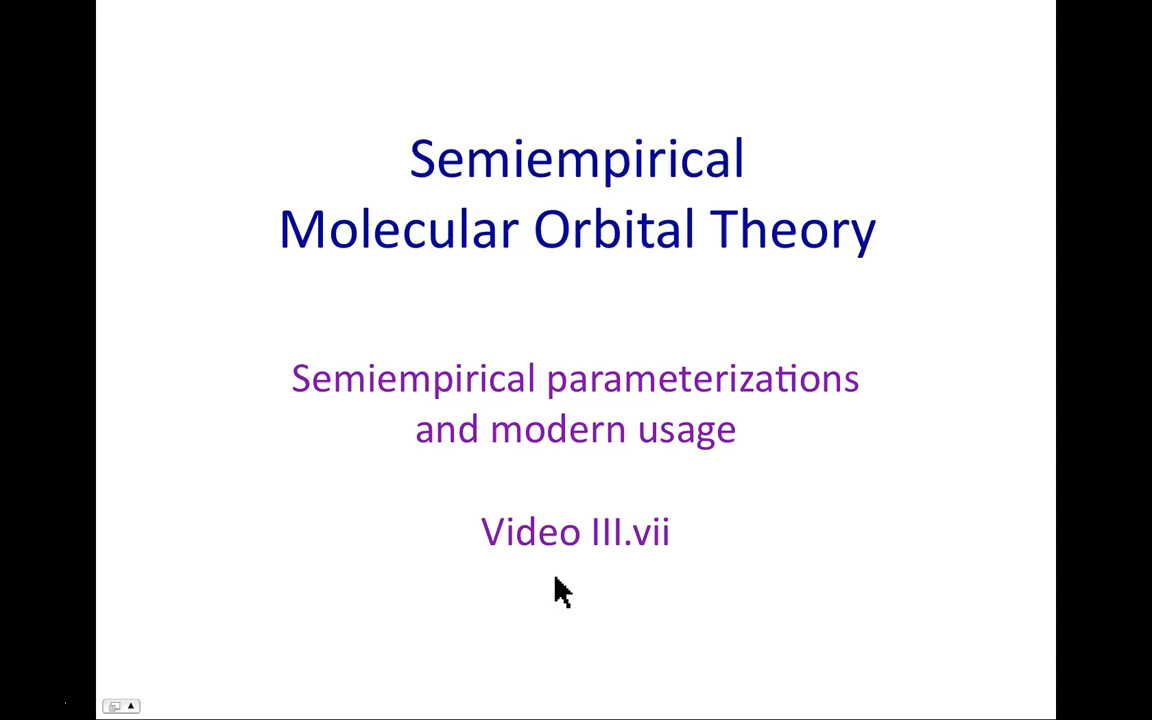 Semiempirical
Molecular Orbital Theory
Semiempirical parameterizations
and modern usage
Video III.vii